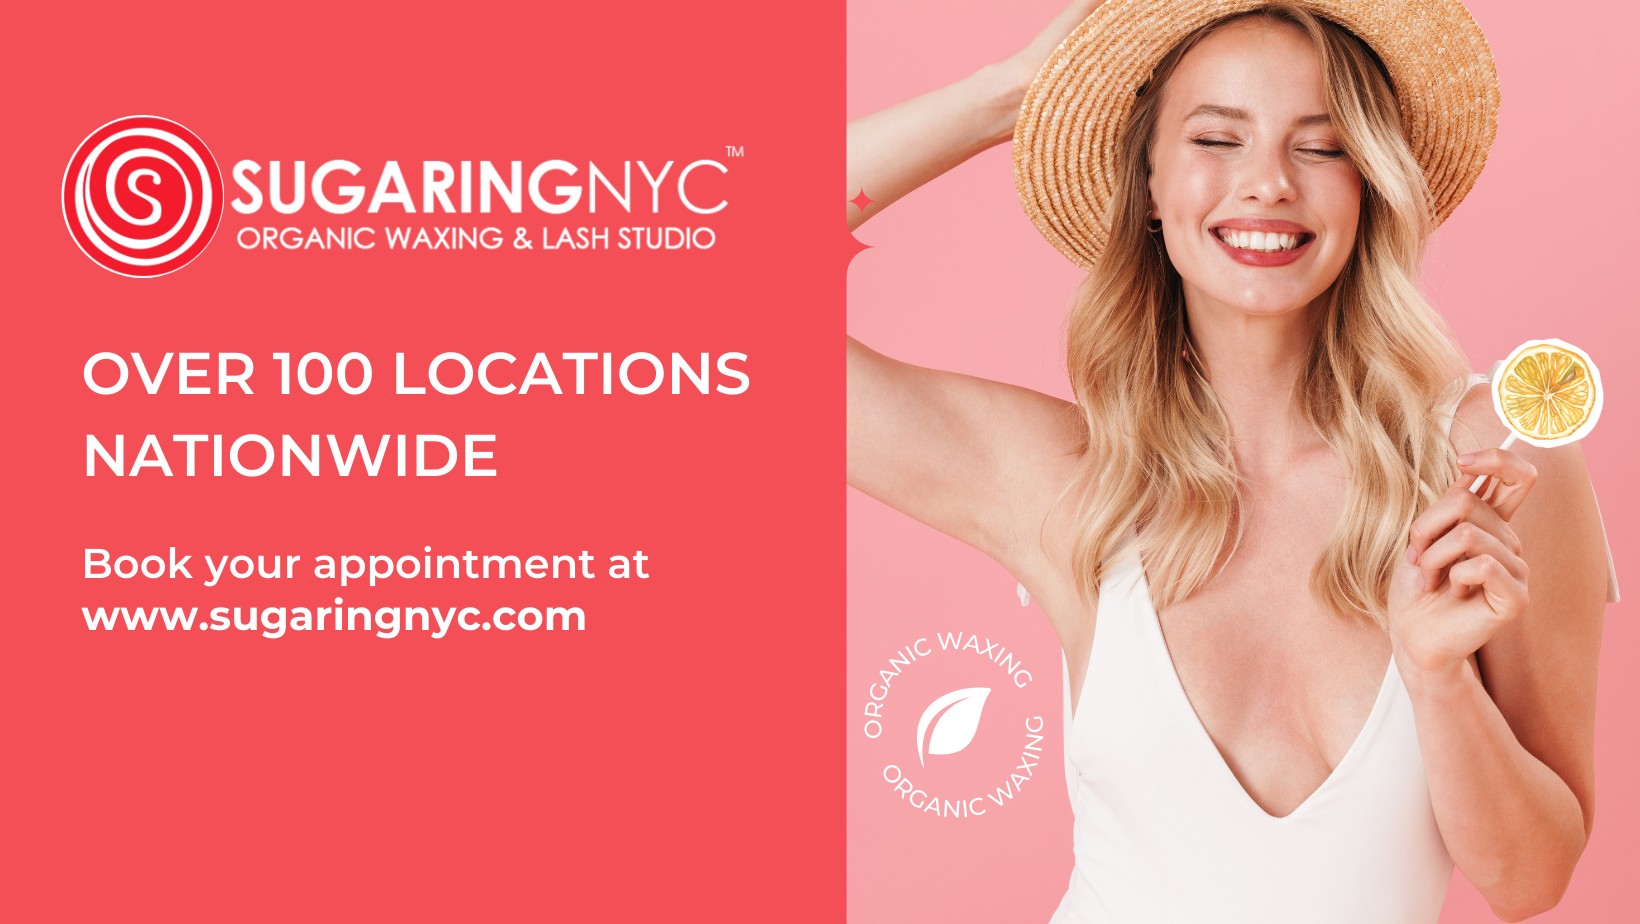 S
SUGARINGNYC™
ORGANIC WAXING & LASH STUDIO
OVER 100 LOCATIONS
NATIONWIDE
Book your appointment at
www.sugaringnyc.com
ORGANIC WAXING
ORGANIC WAXING